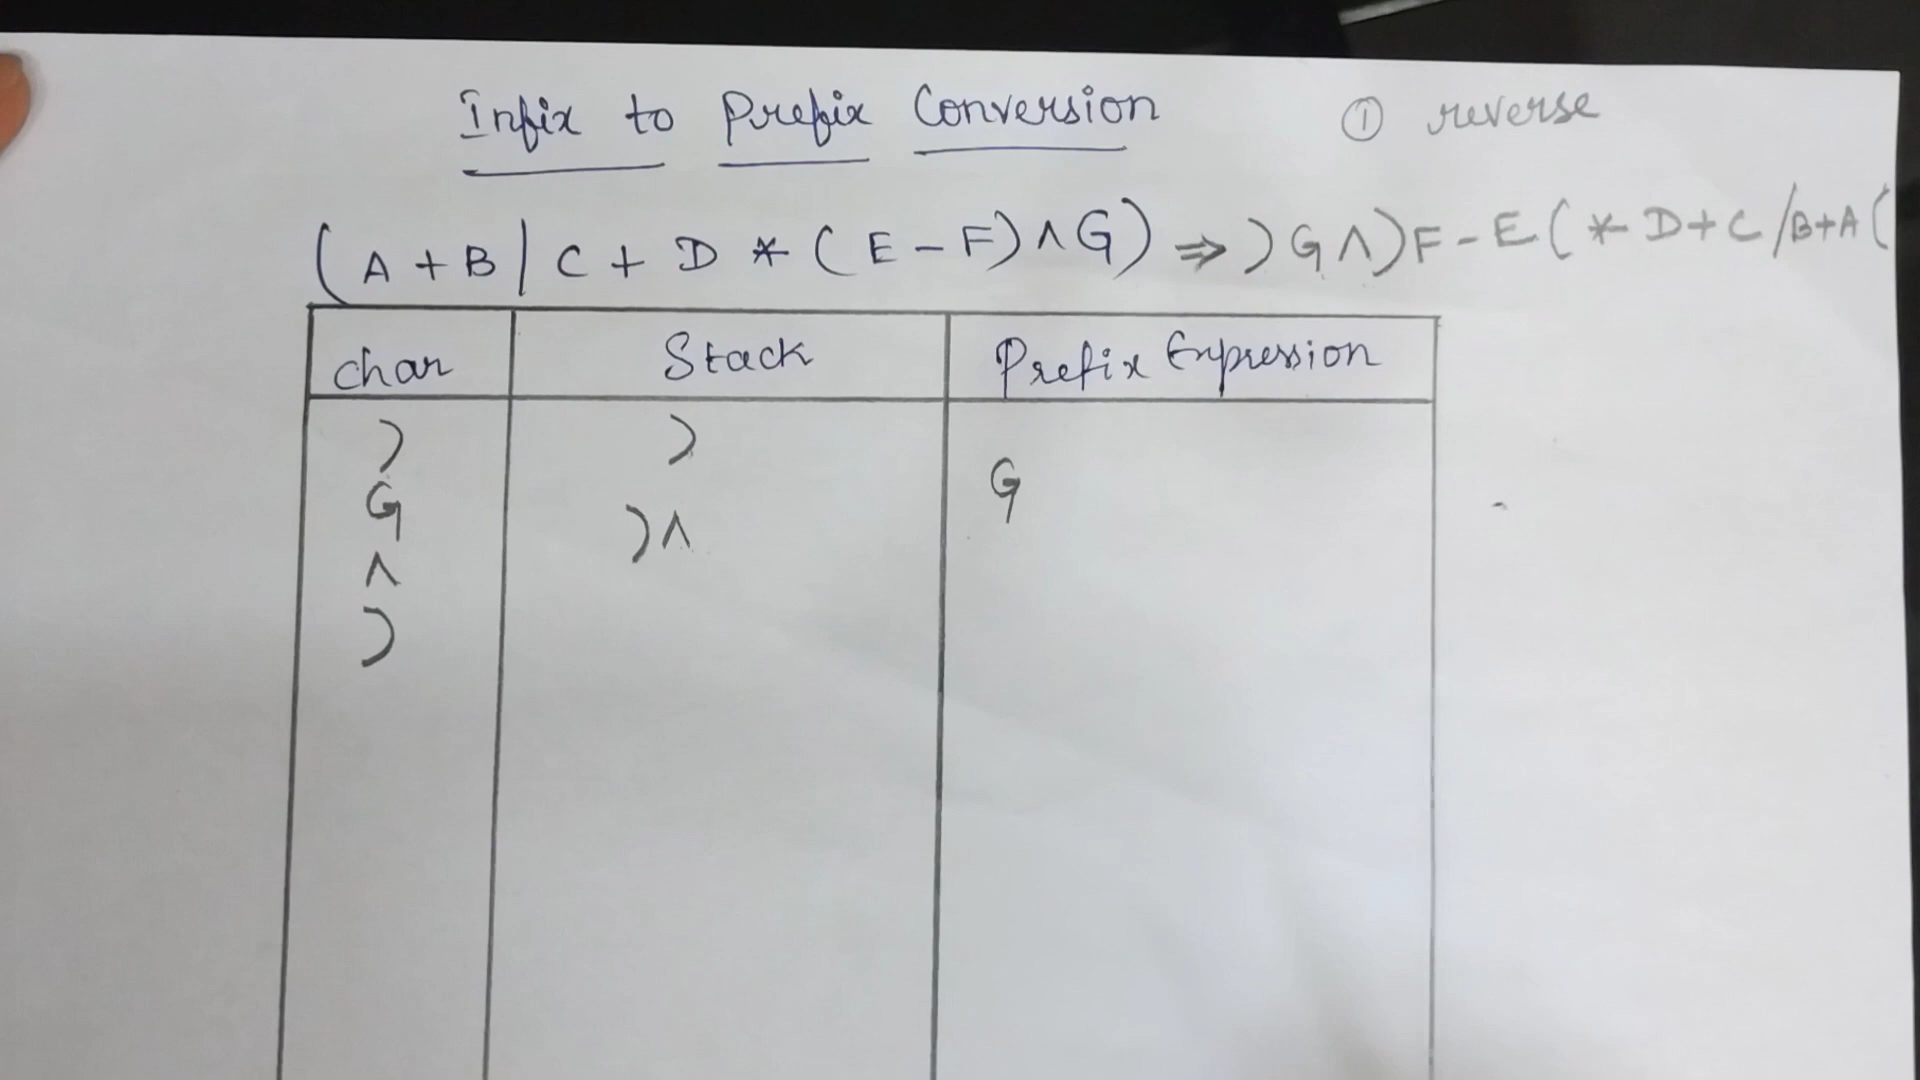 Infix to Prefix Conversion ① reverse
(A+B/C+D*(E-F)^G) ⇒ )G^)F-E(*D+C/B+A(
char Stack Prefix Expression
) )
G G
^ )^
)